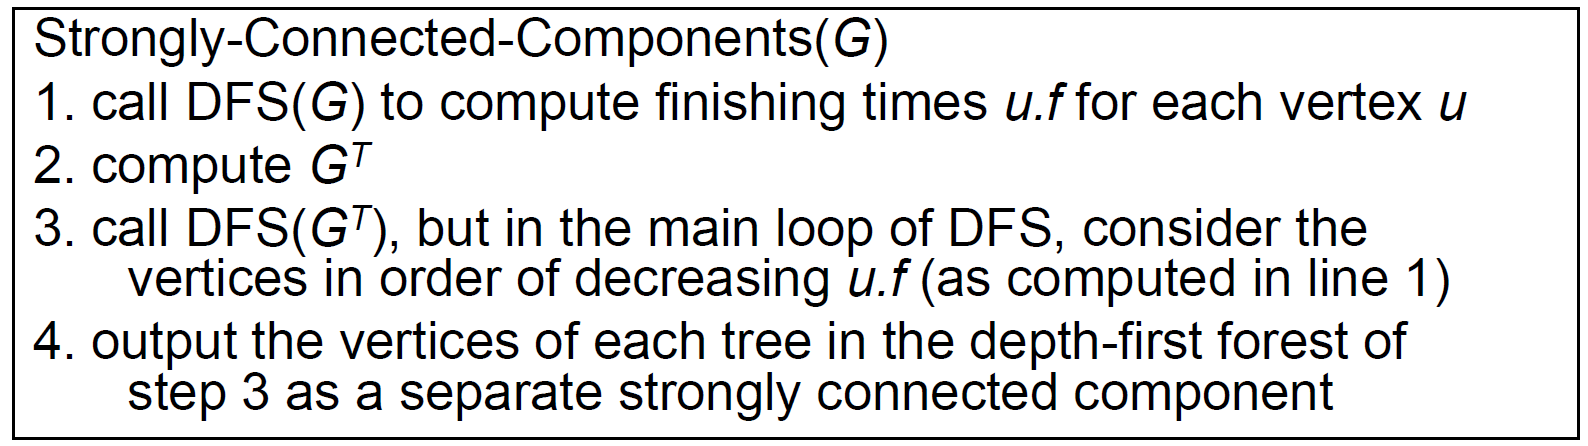 Strongly-Connected-Components(G)
1. call DFS(G) to compute finishing times u.f for each vertex u
2. compute Gᵀ
3. call DFS(Gᵀ), but in the main loop of DFS, consider the
vertices in order of decreasing u.f (as computed in line 1)
4. output the vertices of each tree in the depth-first forest of
step 3 as a separate strongly connected component